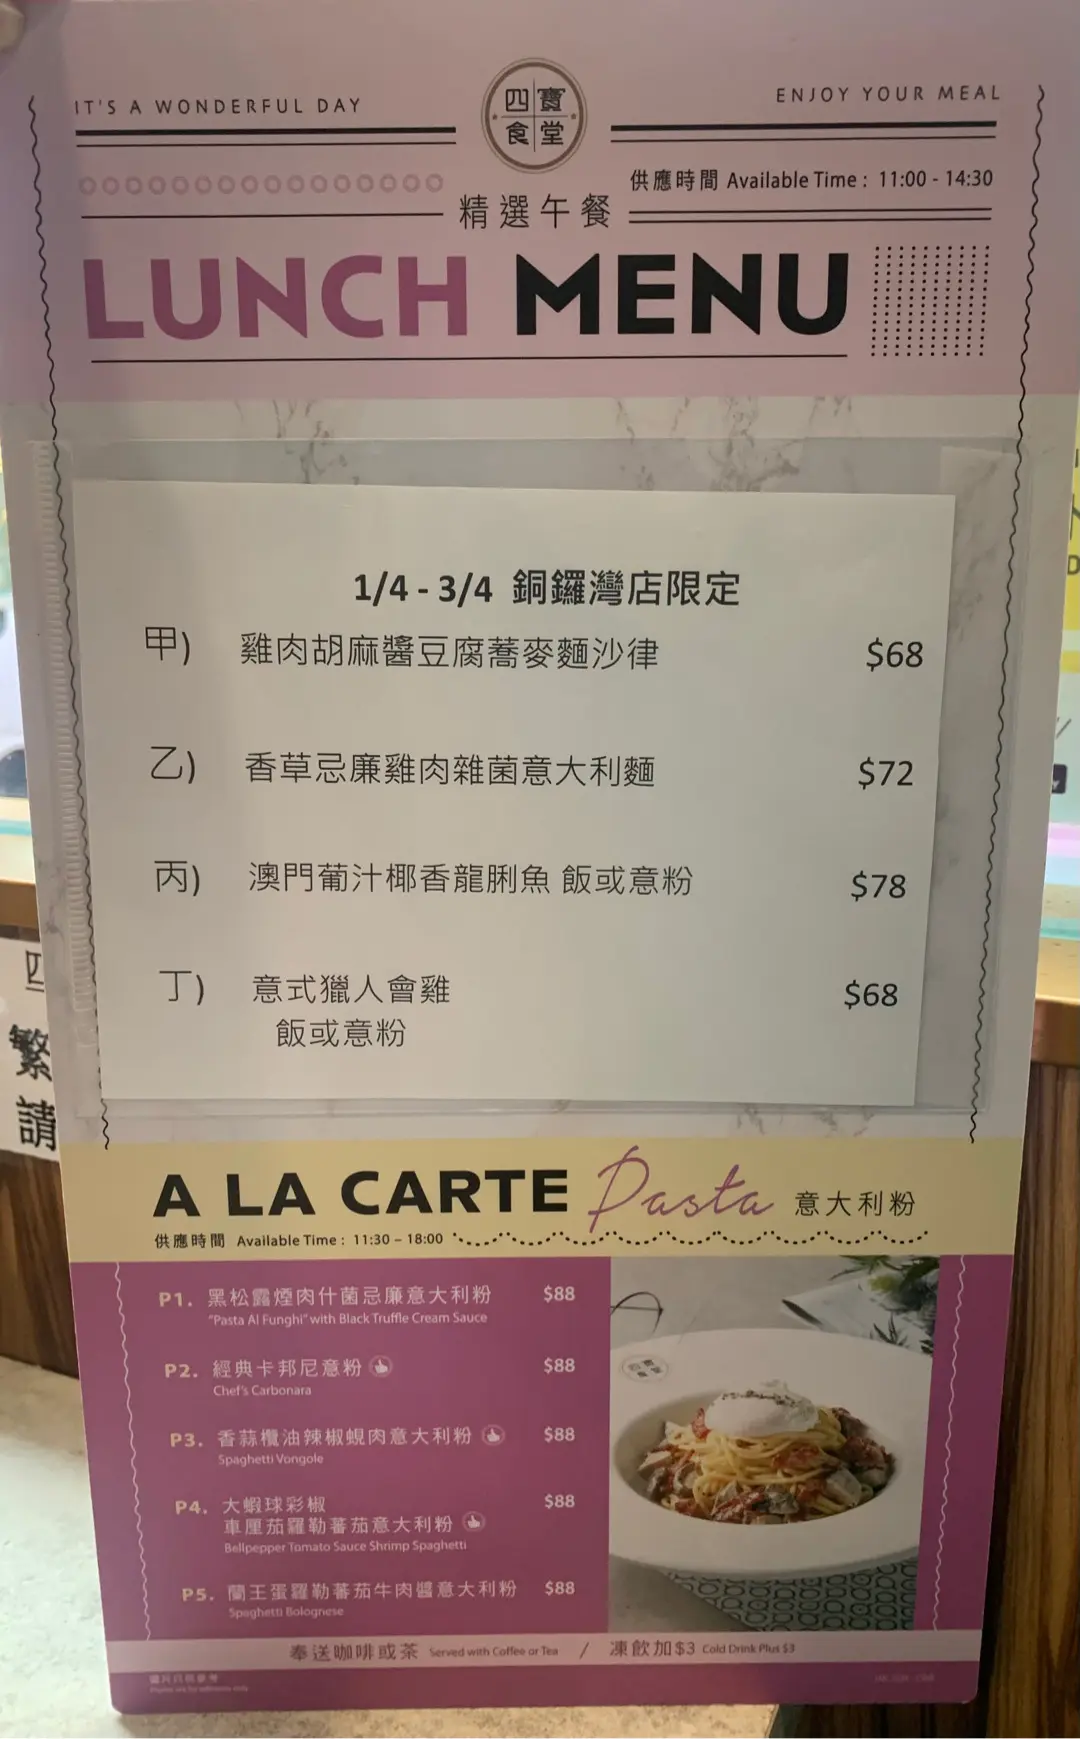 IT'S A WONDERFUL DAY
四寶
食堂
ENJOY YOUR MEAL
供應時間 Available Time : 11:00 - 14:30
精選午餐
LUNCH MENU
1/4 - 3/4 銅鑼灣店限定
甲) 雞肉胡麻醬豆腐蕎麥麵沙律 $68
乙) 香草忌廉雞肉雜菌意大利麵 $72
丙) 澳門葡汁椰香龍脷魚 飯或意粉 $78
丁) 意式獵人會雞 $68
飯或意粉
繁
請
A LA CARTE Pasta 意大利粉
供應時間 Available Time : 11:30 – 18:00
P1. 黑松露煙肉什菌忌廉意大利粉 $88
"Pasta Al Funghi" with Black Truffle Cream Sauce
P2. 經典卡邦尼意粉 $88
Chef's Carbonara
P3. 香蒜欖油辣椒蜆肉意大利粉 $88
Spaghetti Vongole
P4. 大蝦球彩椒 $88
車厘茄羅勒蕃茄意大利粉
Bellpepper Tomato Sauce Shrimp Spaghetti
P5. 蘭王蛋羅勒蕃茄牛肉醬意大利粉 $88
Spaghetti Bolognese
奉送咖啡或茶 Served with Coffee or Tea / 凍飲加$3 Cold Drink Plus $3